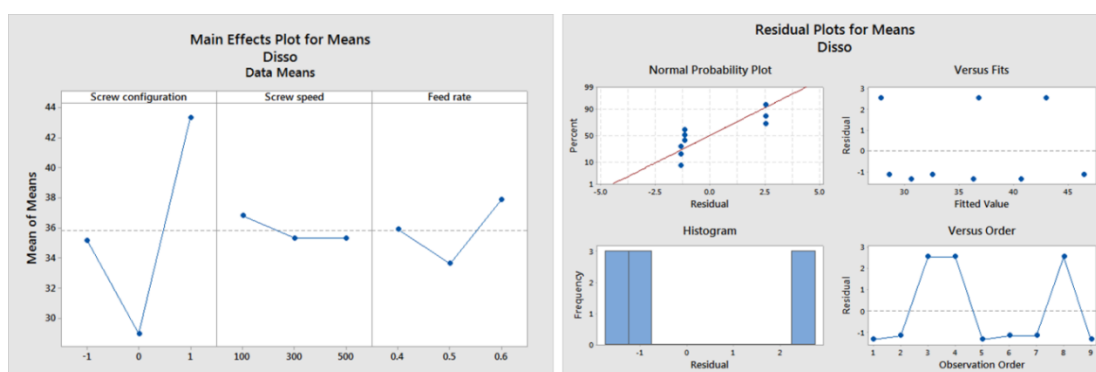 Main Effects Plot for Means
Disso
Data Means
Screw configuration Screw speed Feed rate
Mean of Means
44
42
40
38
36
34
32
30
-1 0 1 100 300 500 0.4 0.5 0.6
Residual Plots for Means
Disso
Normal Probability Plot
Percent
99
90
50
10
1
-5.0 -2.5 0.0 2.5 5.0
Residual
Versus Fits
Residual
3
2
1
0
-1
30 35 40 45
Fitted Value
Histogram
Frequency
3
2
1
0
-1 0 1 2
Residual
Versus Order
Residual
3
2
1
0
-1
1 2 3 4 5 6 7 8 9
Observation Order